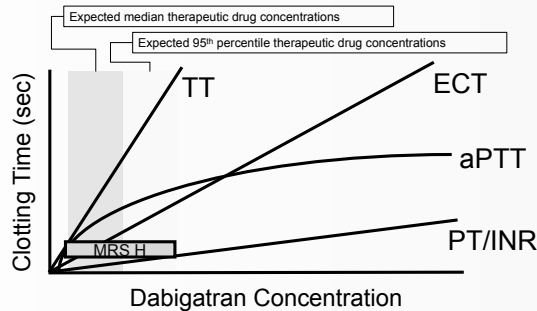 Expected median therapeutic drug concentrations
Expected 95th percentile therapeutic drug concentrations
TT
ECT
aPTT
PT/INR
MRS H
Clotting Time (sec)
Dabigatran Concentration